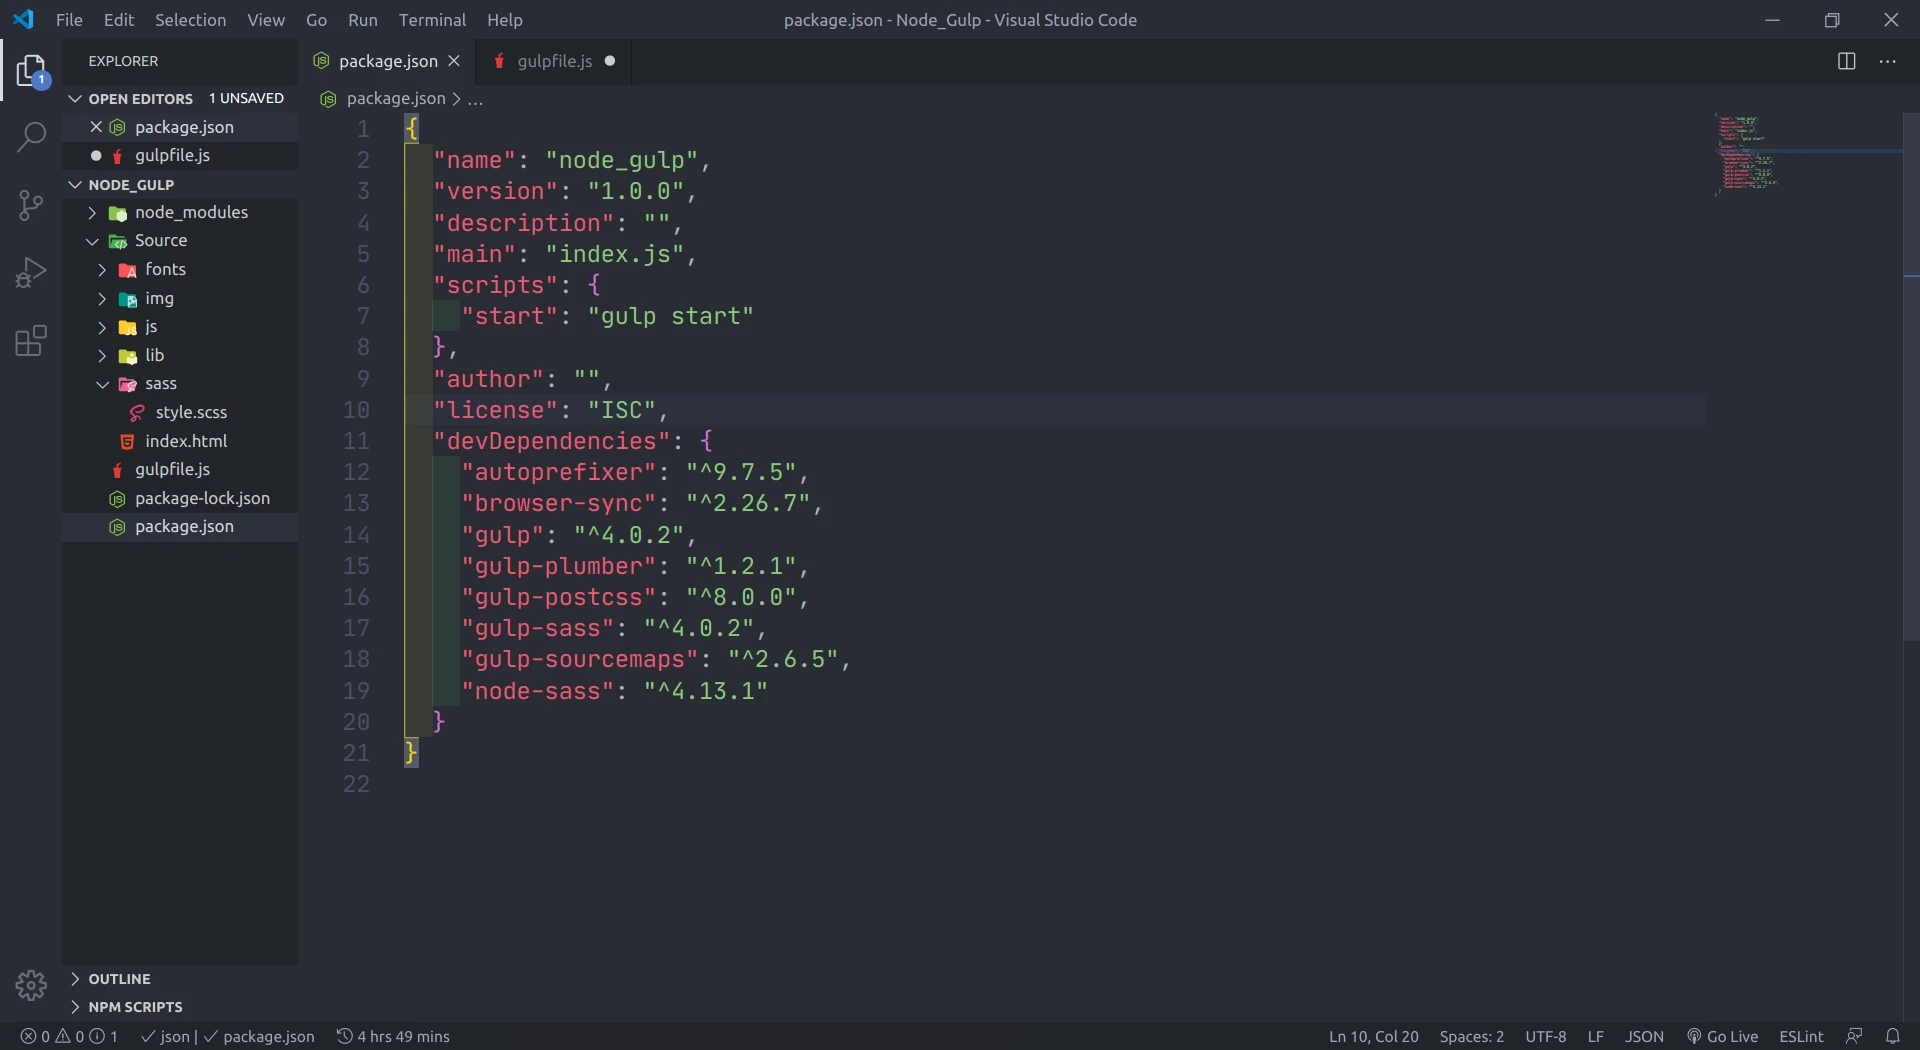 File Edit Selection View Go Run Terminal Help
package.json - Node_Gulp - Visual Studio Code
1
EXPLORER
OPEN EDITORS 1 UNSAVED
package.json
gulpfile.js
NODE_GULP
node_modules
Source
fonts
img
js
lib
sass
style.scss
index.html
gulpfile.js
package-lock.json
package.json
OUTLINE
NPM SCRIPTS
package.json gulpfile.js
package.json > ...
1 {
2 "name": "node_gulp",
3 "version": "1.0.0",
4 "description": "",
5 "main": "index.js",
6 "scripts": {
7 "start": "gulp start"
8 },
9 "author": "",
10 "license": "ISC",
11 "devDependencies": {
12 "autoprefixer": "^9.7.5",
13 "browser-sync": "^2.26.7",
14 "gulp": "^4.0.2",
15 "gulp-plumber": "^1.2.1",
16 "gulp-postcss": "^8.0.0",
17 "gulp-sass": "^4.0.2",
18 "gulp-sourcemaps": "^2.6.5",
19 "node-sass": "^4.13.1"
20 }
21 }
22
0 0 1 json | package.json 4 hrs 49 mins Ln 10, Col 20 Spaces: 2 UTF-8 LF JSON Go Live ESLint